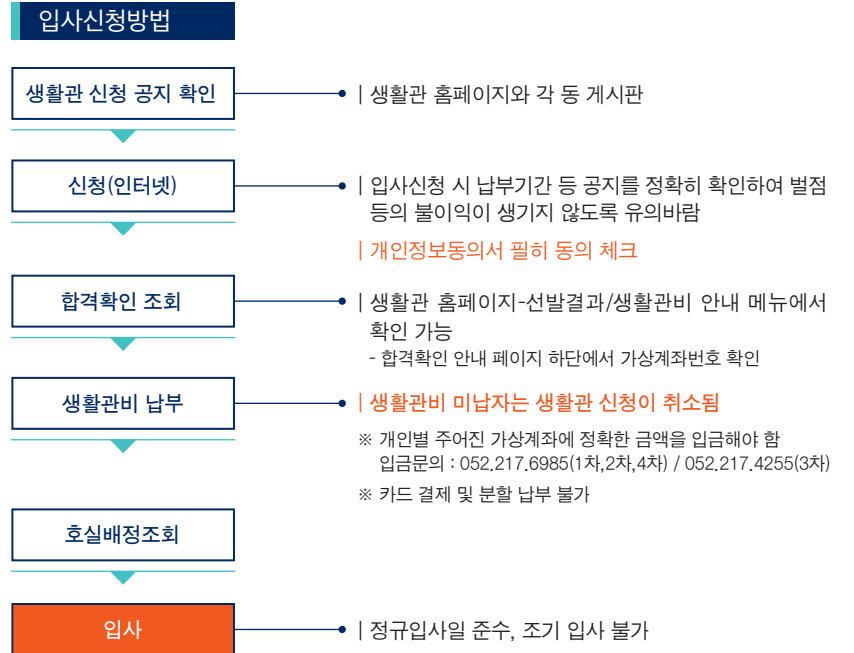 입사신청방법
생활관 신청 공지 확인
| 생활관 홈페이지와 각 동 게시판
신청(인터넷)
| 입사신청 시 납부기간 등 공지를 정확히 확인하여 벌점
등의 불이익이 생기지 않도록 유의바람
| 개인정보동의서 필히 동의 체크
합격확인 조회
| 생활관 홈페이지-선발결과/생활관비 안내 메뉴에서
확인 가능
- 합격확인 안내 페이지 하단에서 가상계좌번호 확인
생활관비 납부
| 생활관비 미납자는 생활관 신청이 취소됨
※ 개인별 주어진 가상계좌에 정확한 금액을 입금해야 함
입금문의 : 052.217.6985(1차,2차,4차) / 052.217.4255(3차)
※ 카드 결제 및 분할 납부 불가
호실배정조회
입사
| 정규입사일 준수, 조기 입사 불가